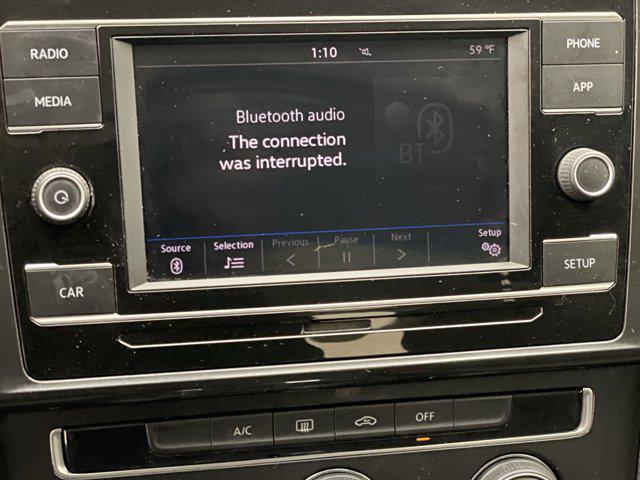 RADIO
MEDIA
CAR
1:10
59 °F
Bluetooth audio
The connection
was interrupted.
BT
Source
Selection
Previous
Pause
Next
Setup
PHONE
APP
SETUP
A/C
OFF